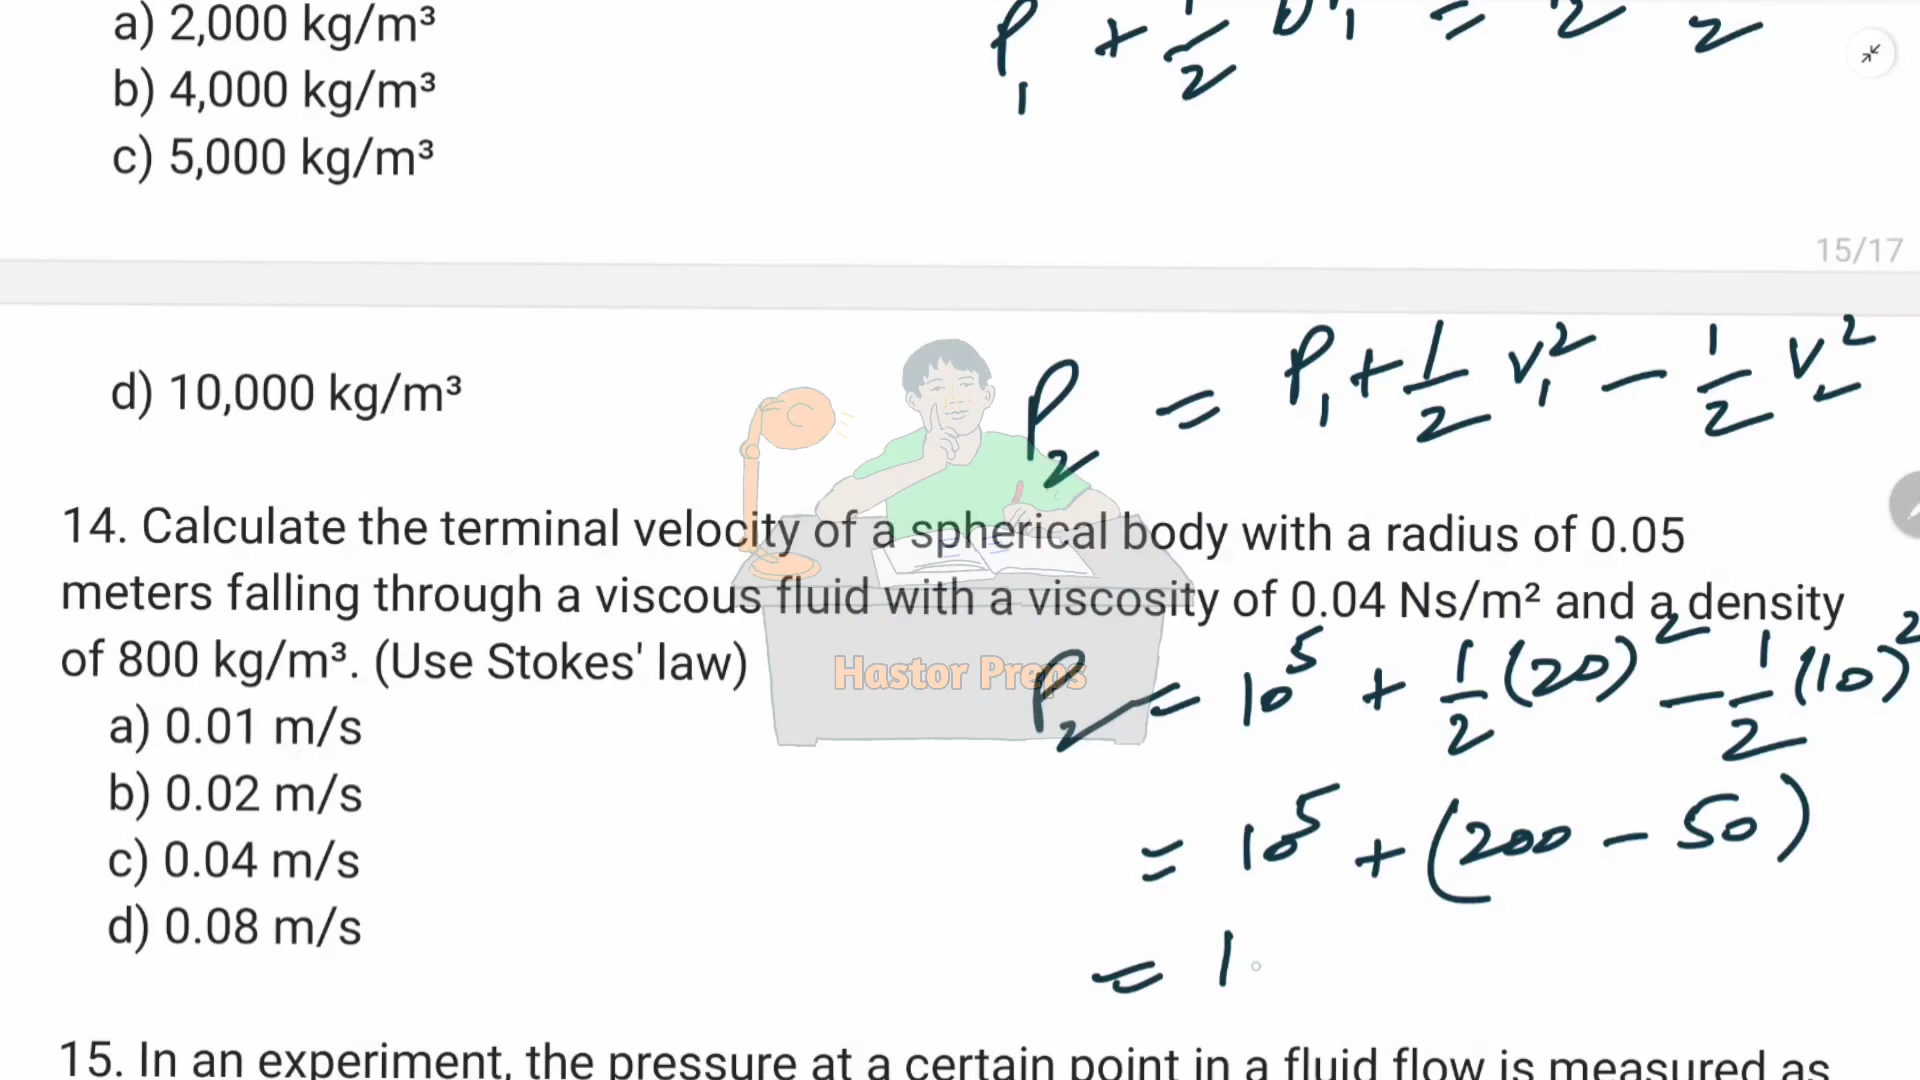 a) 2,000 kg/m³
b) 4,000 kg/m³
c) 5,000 kg/m³
P₁ + 1/2
15/17
d) 10,000 kg/m³
P₂ = P₁ + 1/2 v₁² − 1/2 v₂²
14. Calculate the terminal velocity of a spherical body with a radius of 0.05
meters falling through a viscous fluid with a viscosity of 0.04 Ns/m² and a density
of 800 kg/m³. (Use Stokes' law)
Hastor Preps
P₂ = 10⁵ + 1/2 (20)² − 1/2 (10)²
a) 0.01 m/s
b) 0.02 m/s
= 10⁵ + (200 − 50)
c) 0.04 m/s
d) 0.08 m/s
= 1
15. In an experiment, the pressure at a certain point in a fluid flow is measured as